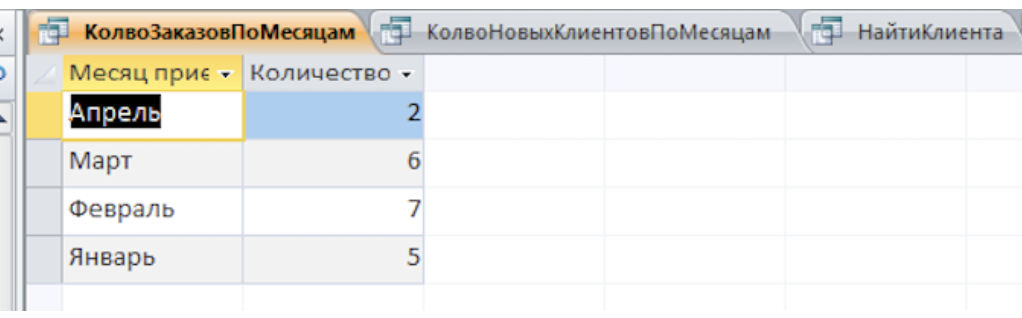 КолвоЗаказовПоМесяцам КолвоНовыхКлиентовПоМесяцам НайтиКлиента
Месяц прие Количество
Апрель 2
Март 6
Февраль 7
Январь 5